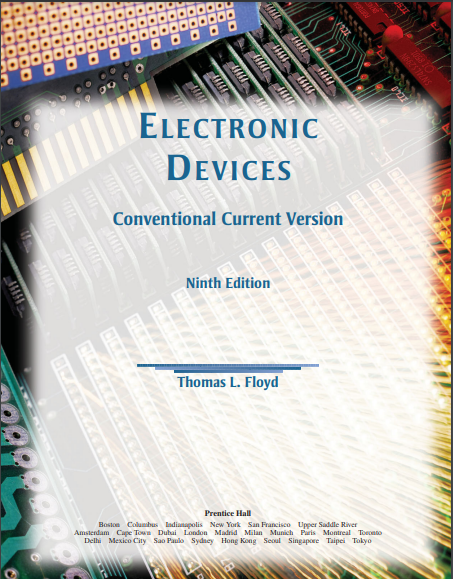 ELECTRONIC
DEVICES
Conventional Current Version
Ninth Edition
Thomas L. Floyd
Prentice Hall
Boston Columbus Indianapolis New York San Francisco Upper Saddle River
Amsterdam Cape Town Dubai London Madrid Milan Munich Paris Montreal Toronto
Delhi Mexico City Sao Paulo Sydney Hong Kong Seoul Singapore Taipei Tokyo